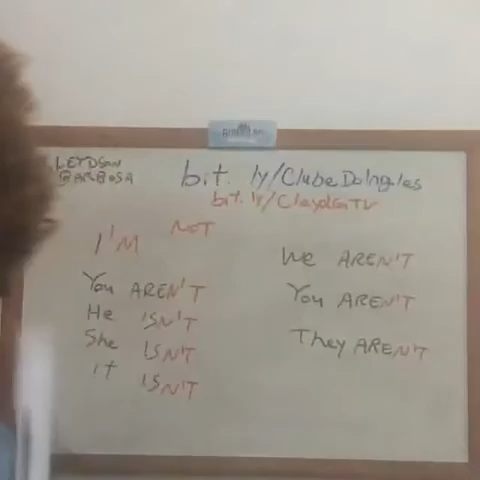 LEYDSON
BARBOSA
bit.ly/ClubeDoIngles
bit.ly/CleydsonTV
I'M NOT
You AREN'T
He ISN'T
She ISN'T
it ISN'T
We AREN'T
You AREN'T
They AREN'T